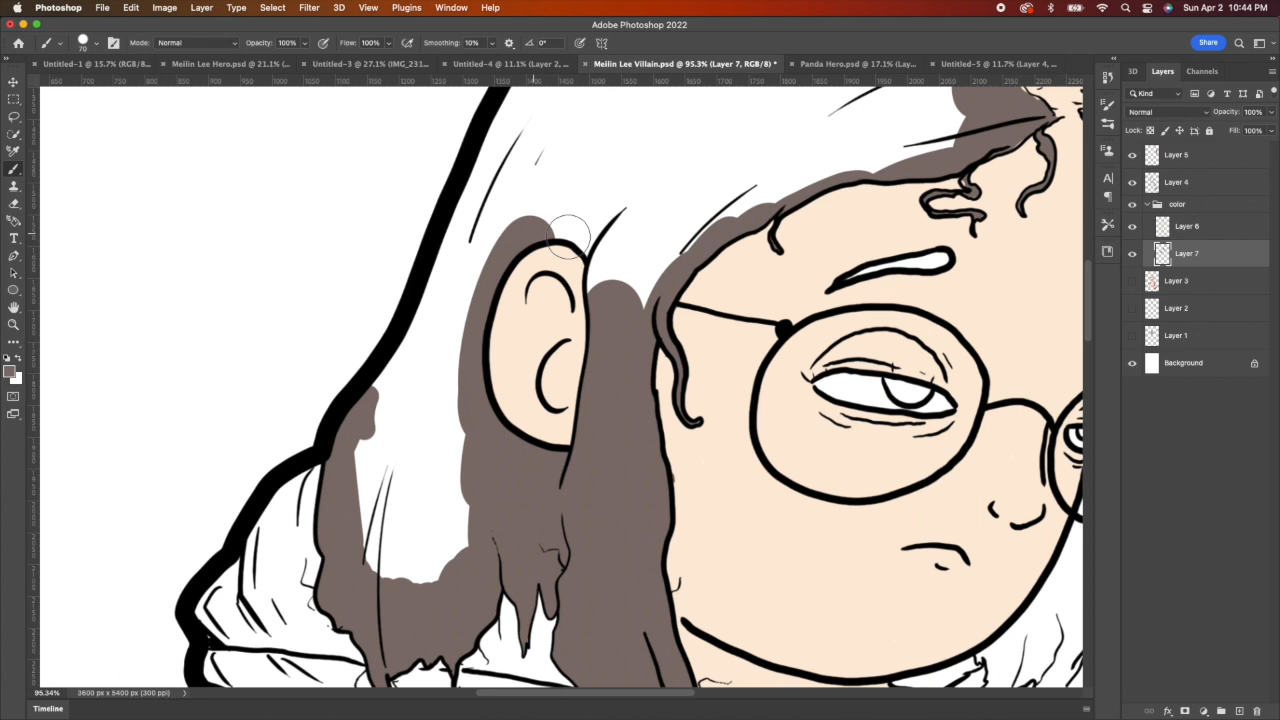 Photoshop File Edit Image Layer Type Select Filter 3D View Plugins Window Help Sun Apr 2 10:44 PM
Adobe Photoshop 2022
70 Mode: Normal Opacity: 100% Flow: 100% Smoothing: 10% 0° Share
Untitled-1 @ 15.7% (RGB/8... Meilin Lee Hero.psd @ 21.1% (... Untitled-3 @ 27.1% (IMG_231... Untitled-4 @ 11.1% (Layer 2, ... Meilin Lee Villain.psd @ 95.3% (Layer 7, RGB/8) * Panda Hero.psd @ 17.1% (Lay... Untitled-5 @ 11.7% (Layer 4, ...
3D Layers Channels
Kind
Normal Opacity: 100%
Lock: Fill: 100%
Layer 5
Layer 4
color
Layer 6
Layer 7
Layer 3
Layer 2
Layer 1
Background
95.34% 3600 px x 5400 px (300 ppi)
Timeline